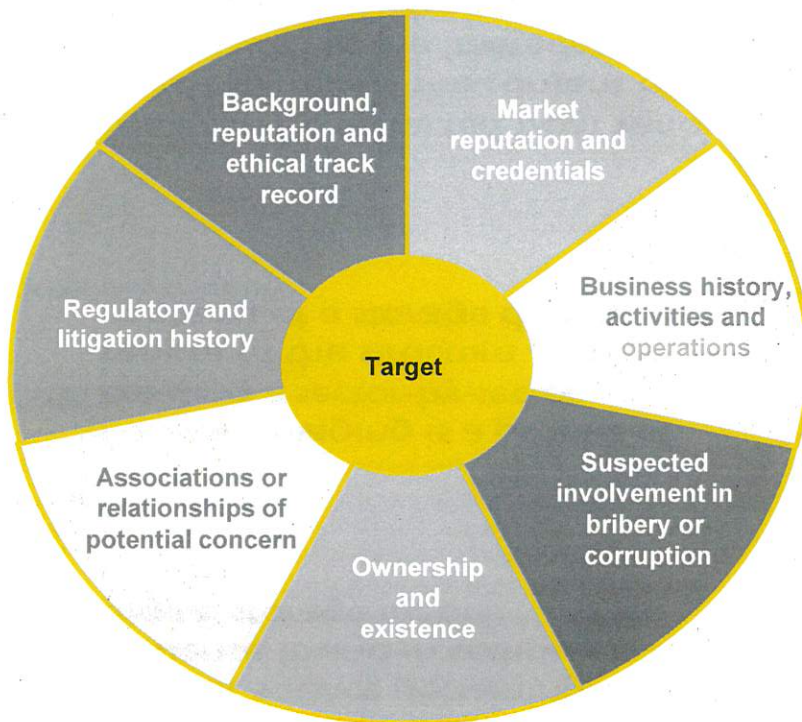 Background,
reputation and
ethical track
record
Market
reputation and
credentials
Business history,
activities and
operations
Suspected
involvement in
bribery or
corruption
Ownership
and
existence
Associations or
relationships of
potential concern
Regulatory and
litigation history
Target